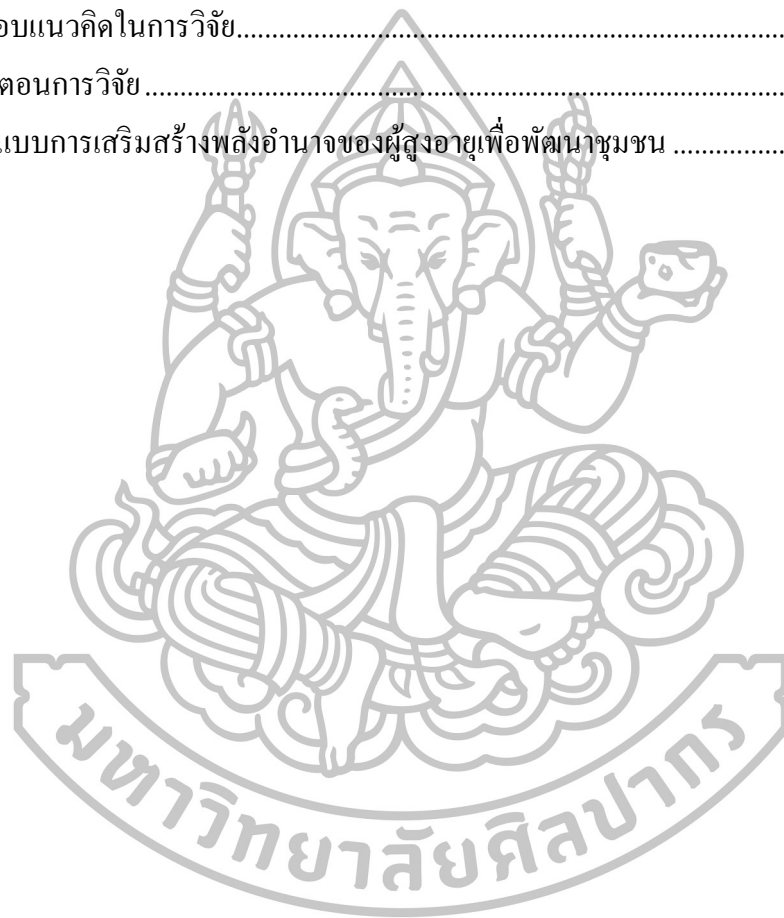 อบแนวคิดในการวิจัย...............................................................................
ตอนการวิจัย............................................................................................
แบบการเสริมสร้างพลังอำนาจของผู้สูงอายุเพื่อพัฒนาชุมชน ................
มหาวิทยาลัยศิลปากร